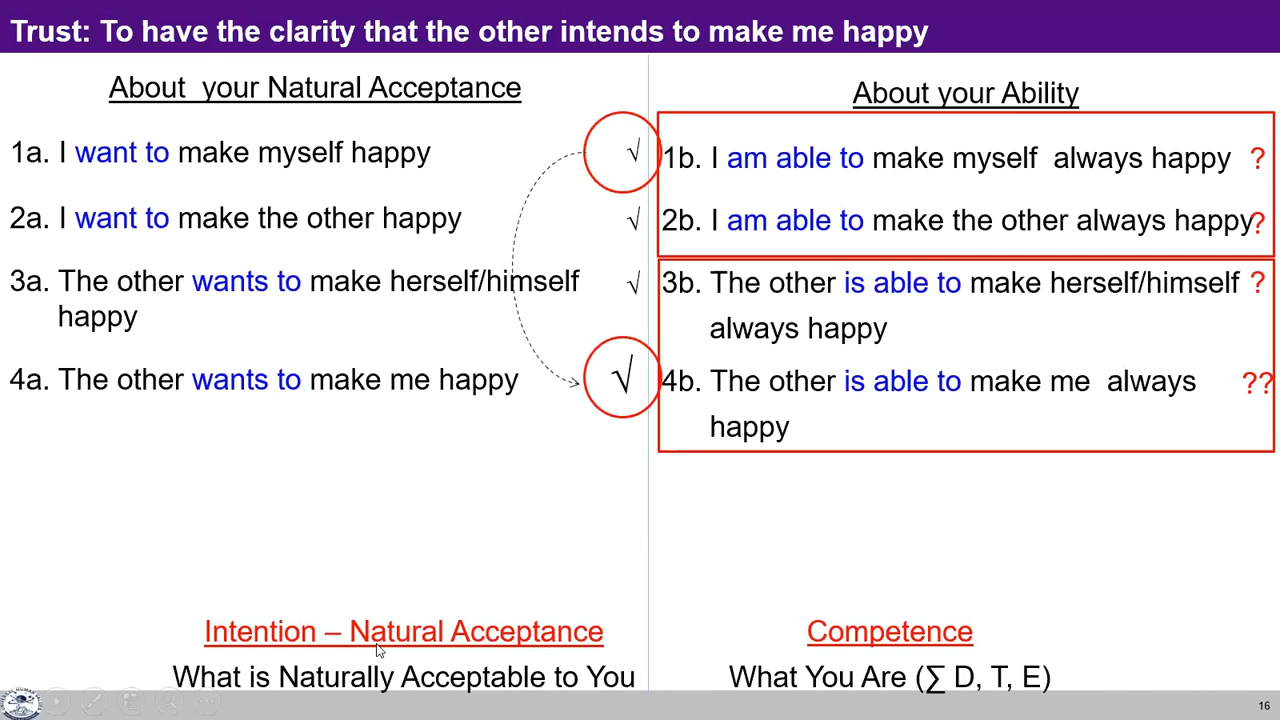 Trust: To have the clarity that the other intends to make me happy
About your Natural Acceptance
1a. I want to make myself happy √
2a. I want to make the other happy √
3a. The other wants to make herself/himself √
happy
4a. The other wants to make me happy √
About your Ability
1b. I am able to make myself always happy ?
2b. I am able to make the other always happy?
3b. The other is able to make herself/himself ?
always happy
4b. The other is able to make me always ??
happy
Intention – Natural Acceptance
What is Naturally Acceptable to You
Competence
What You Are (∑ D, T, E)
16